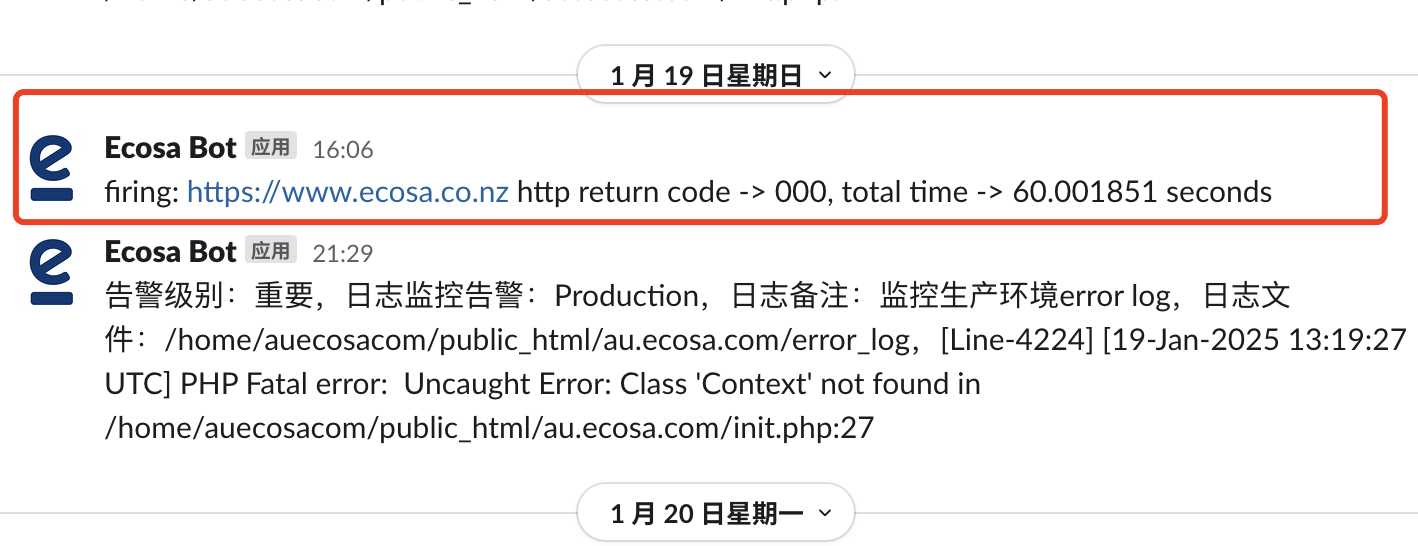 1 月 19 日星期日
Ecosa Bot 应用 16:06
firing: https://www.ecosa.co.nz http return code -> 000, total time -> 60.001851 seconds
Ecosa Bot 应用 21:29
告警级别：重要，日志监控告警：Production，日志备注：监控生产环境error log，日志文
件：/home/auecosacom/public_html/au.ecosa.com/error_log，[Line-4224] [19-Jan-2025 13:19:27
UTC] PHP Fatal error:  Uncaught Error: Class 'Context' not found in
/home/auecosacom/public_html/au.ecosa.com/init.php:27
1 月 20 日星期一